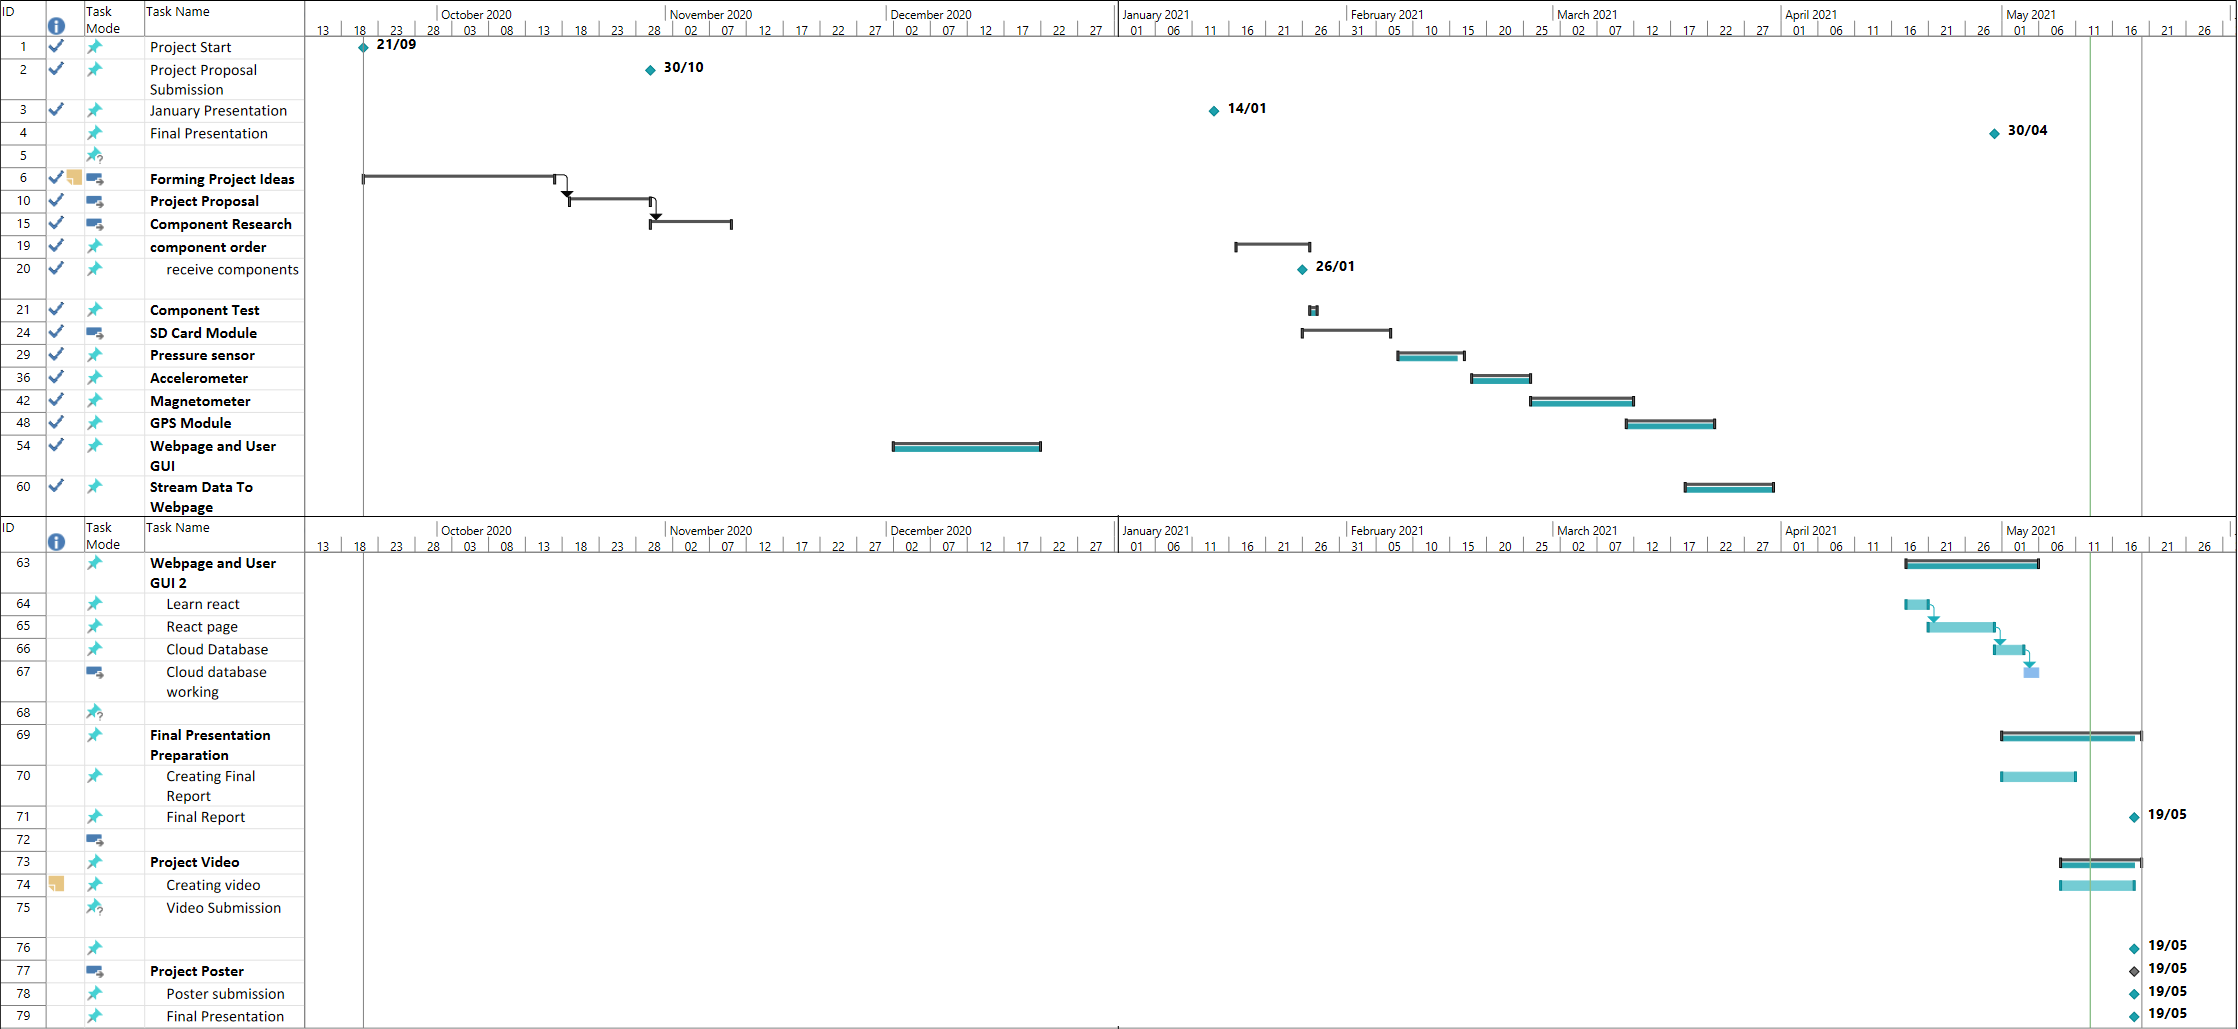 ID Task Mode Task Name October 2020 November 2020 December 2020 January 2021 February 2021 March 2021 April 2021 May 2021
13 18 23 28 03 08 13 18 23 28 02 07 12 17 22 27 02 07 12 17 22 27 01 06 11 16 21 26 31 05 10 15 20 25 02 07 12 17 22 27 01 06 11 16 21 26 01 06 11 16 21 26
1 Project Start 21/09
2 Project Proposal 30/10
Submission
3 January Presentation 14/01
4 Final Presentation 30/04
5
6 Forming Project Ideas
10 Project Proposal
15 Component Research
19 component order
20 receive components 26/01
21 Component Test
24 SD Card Module
29 Pressure sensor
36 Accelerometer
42 Magnetometer
48 GPS Module
54 Webpage and User
GUI
60 Stream Data To
Webpage
ID Task Mode Task Name October 2020 November 2020 December 2020 January 2021 February 2021 March 2021 April 2021 May 2021
13 18 23 28 03 08 13 18 23 28 02 07 12 17 22 27 02 07 12 17 22 27 01 06 11 16 21 26 31 05 10 15 20 25 02 07 12 17 22 27 01 06 11 16 21 26 01 06 11 16 21 26
63 Webpage and User
GUI 2
64 Learn react
65 React page
66 Cloud Database
67 Cloud database
working
68
69 Final Presentation
Preparation
70 Creating Final
Report
71 Final Report 19/05
72
73 Project Video
74 Creating video
75 Video Submission
76 19/05
77 Project Poster 19/05
78 Poster submission 19/05
79 Final Presentation 19/05